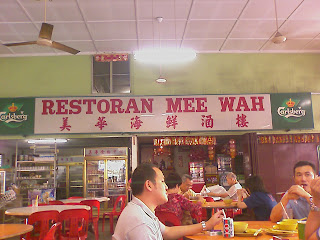 Carlsberg
RESTORAN MEE WAH
美華海鮮酒樓
Carlsberg